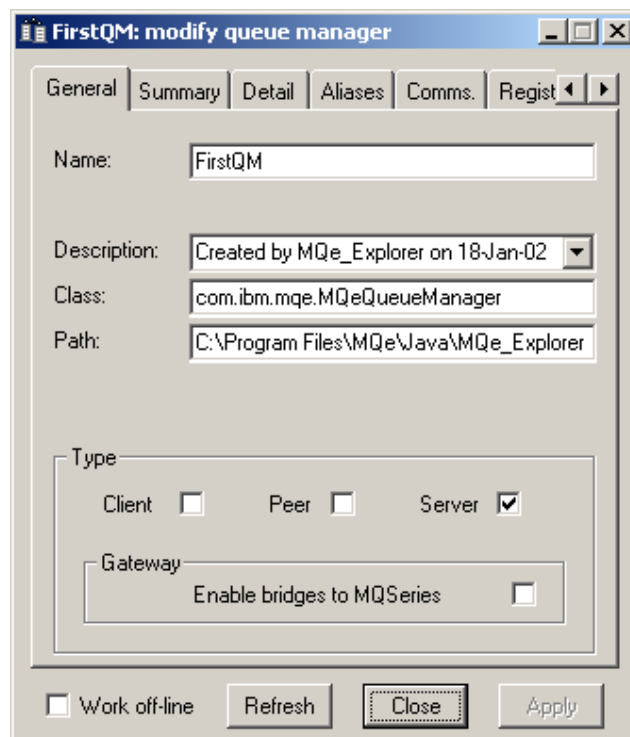 FirstQM: modify queue manager
General Summary Detail Aliases Comms. Regist
Name: FirstQM
Description: Created by MQe_Explorer on 18-Jan-02
Class: com.ibm.mqe.MQeQueueManager
Path: C:\Program Files\MQe\Java\MQe_Explorer
Type
Client Peer Server
Gateway
Enable bridges to MQSeries
Work off-line Refresh Close Apply